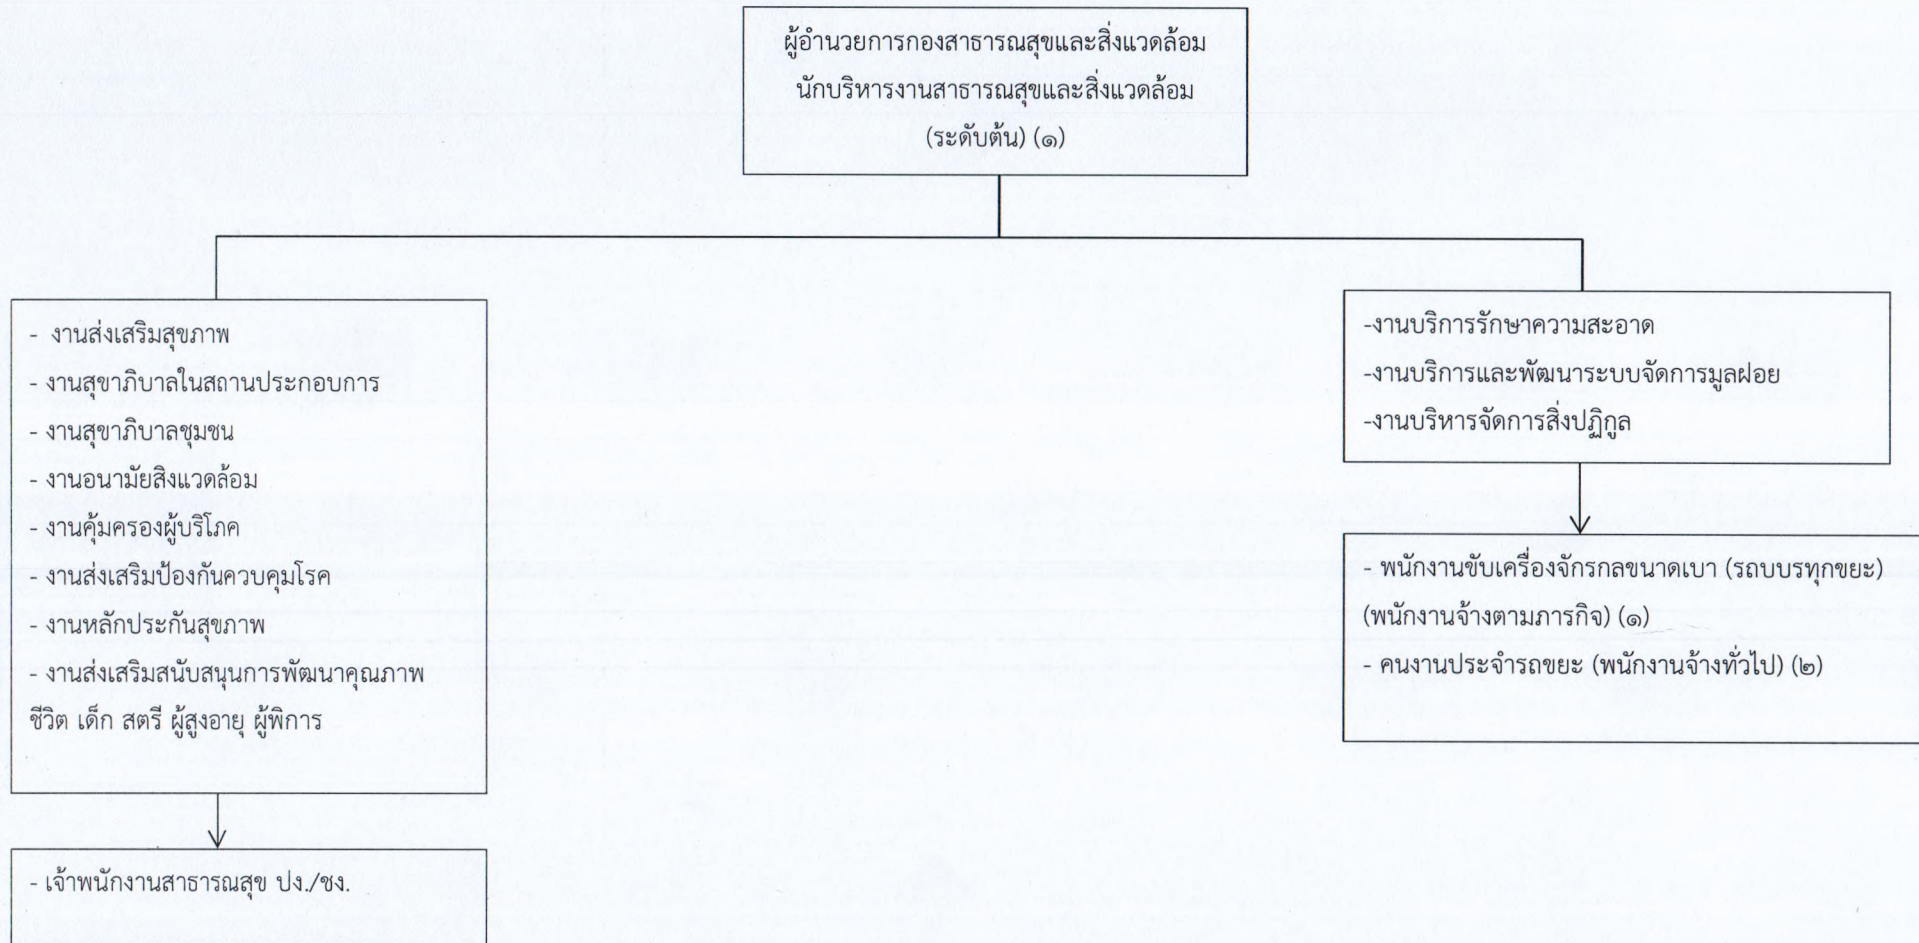 ผู้อำนวยการกองสาธารณสุขและสิ่งแวดล้อม
นักบริหารงานสาธารณสุขและสิ่งแวดล้อม
(ระดับต้น) (๑)
- งานส่งเสริมสุขภาพ
- งานสุขาภิบาลในสถานประกอบการ
- งานสุขาภิบาลชุมชน
- งานอนามัยสิงแวดล้อม
- งานคุ้มครองผู้บริโภค
- งานส่งเสริมป้องกันควบคุมโรค
- งานหลักประกันสุขภาพ
- งานส่งเสริมสนับสนุนการพัฒนาคุณภาพ
ชีวิต เด็ก สตรี ผู้สูงอายุ ผู้พิการ
- เจ้าพนักงานสาธารณสุข ปง./ชง.
-งานบริการรักษาความสะอาด
-งานบริการและพัฒนาระบบจัดการมูลฝอย
-งานบริหารจัดการสิ่งปฏิกูล
- พนักงานขับเครื่องจักรกลขนาดเบา (รถบบรทุกขยะ)
(พนักงานจ้างตามภารกิจ) (๑)
- คนงานประจำรถขยะ (พนักงานจ้างทั่วไป) (๒)